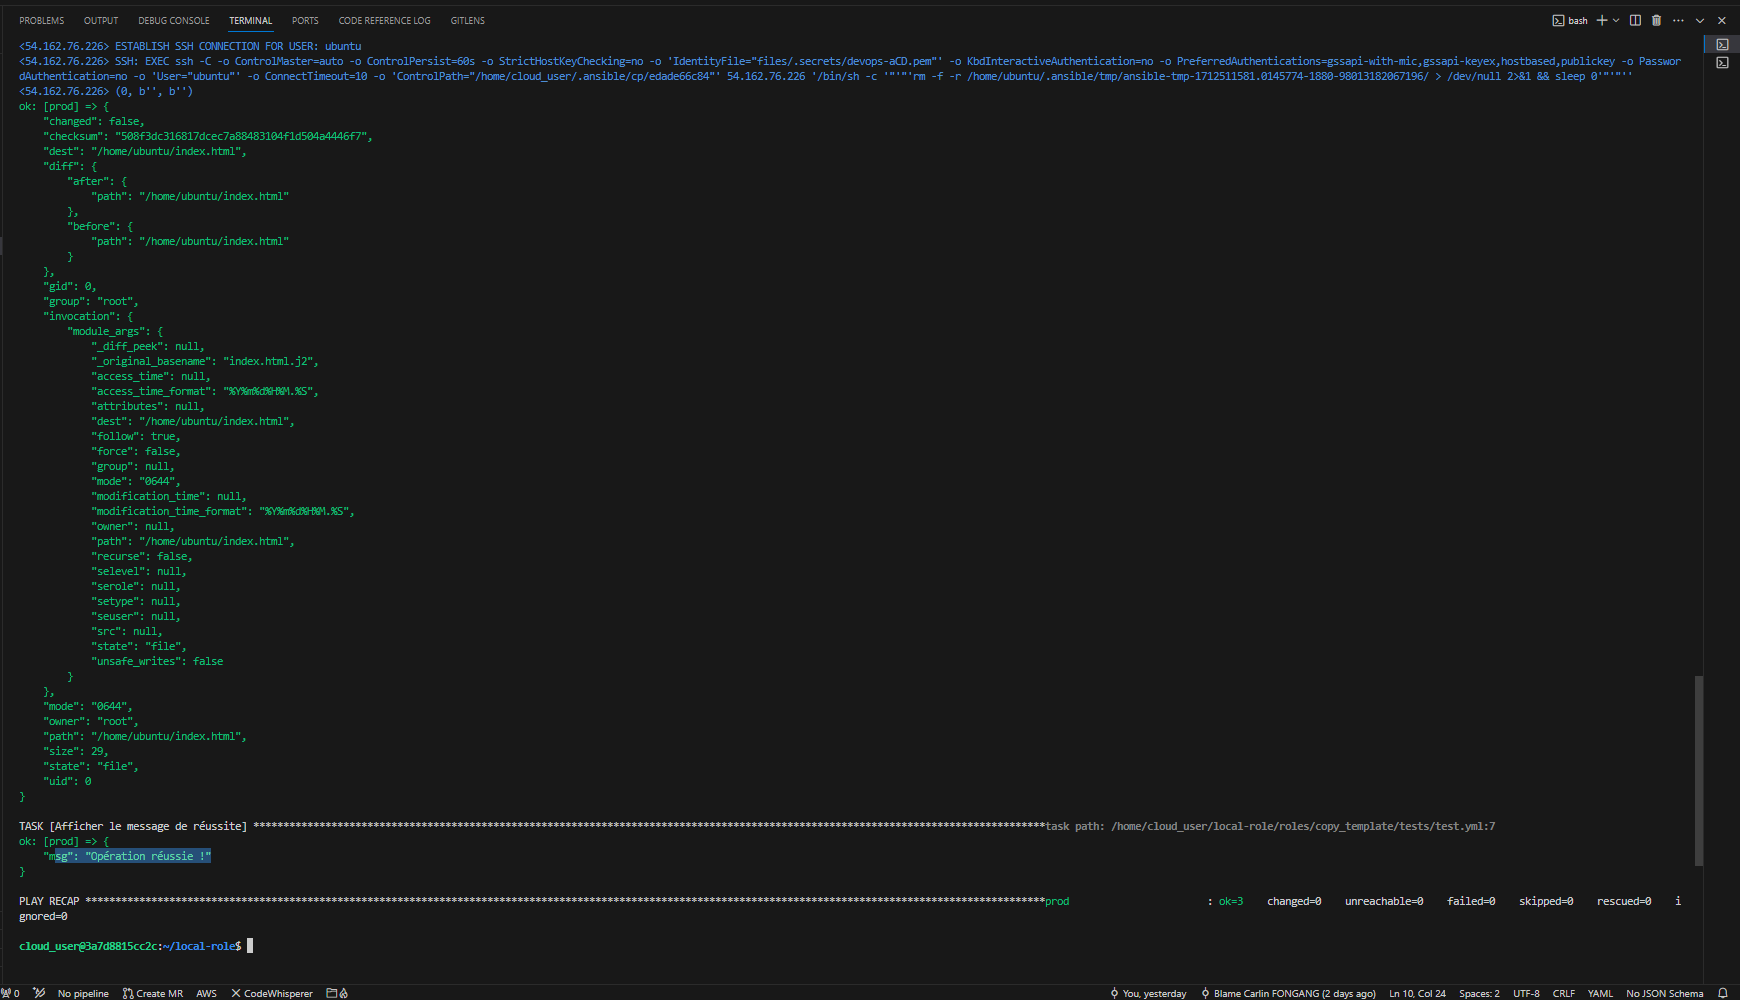 PROBLEMS OUTPUT DEBUG CONSOLE TERMINAL PORTS CODE REFERENCE LOG GITLENS bash
<54.162.76.226> ESTABLISH SSH CONNECTION FOR USER: ubuntu
<54.162.76.226> SSH: EXEC ssh -C -o ControlMaster=auto -o ControlPersist=60s -o StrictHostKeyChecking=no -o 'IdentityFile="files/.secrets/devops-aCD.pem"' -o KbdInteractiveAuthentication=no -o PreferredAuthentications=gssapi-with-mic,gssapi-keyex,hostbased,publickey -o Passwor
dAuthentication=no -o 'User="ubuntu"' -o ConnectTimeout=10 -o 'ControlPath="/home/cloud_user/.ansible/cp/edade66c84"' 54.162.76.226 '/bin/sh -c '"'"'rm -f -r /home/ubuntu/.ansible/tmp/ansible-tmp-1712511581.0145774-1880-98013182067196/ > /dev/null 2>&1 && sleep 0'"'"''
<54.162.76.226> (0, b'', b'')
ok: [prod] => {
"changed": false,
"checksum": "508f3dc316817dcec7a88483104f1d504a4446f7",
"dest": "/home/ubuntu/index.html",
"diff": {
"after": {
"path": "/home/ubuntu/index.html"
},
"before": {
"path": "/home/ubuntu/index.html"
}
},
"gid": 0,
"group": "root",
"invocation": {
"module_args": {
"_diff_peek": null,
"_original_basename": "index.html.j2",
"access_time": null,
"access_time_format": "%Y%m%d%H%M.%S",
"attributes": null,
"dest": "/home/ubuntu/index.html",
"follow": true,
"force": false,
"group": null,
"mode": "0644",
"modification_time": null,
"modification_time_format": "%Y%m%d%H%M.%S",
"owner": null,
"path": "/home/ubuntu/index.html",
"recurse": false,
"selevel": null,
"serole": null,
"setype": null,
"seuser": null,
"src": null,
"state": "file",
"unsafe_writes": false
}
},
"mode": "0644",
"owner": "root",
"path": "/home/ubuntu/index.html",
"size": 29,
"state": "file",
"uid": 0
}
TASK [Afficher le message de réussite] ************************************************************************************************************************************task path: /home/cloud_user/local-role/roles/copy_template/tests/test.yml:7
ok: [prod] => {
"msg": "Opération réussie !"
}
PLAY RECAP ****************************************************************************************************************************************************************prod : ok=3 changed=0 unreachable=0 failed=0 skipped=0 rescued=0 i
gnored=0
cloud_user@3a7d8815cc2c:~/local-role$
0 No pipeline Create MR AWS CodeWhisperer You, yesterday Blame Carlin FONGANG (2 days ago) Ln 10, Col 24 Spaces: 2 UTF-8 CRLF YAML No JSON Schema